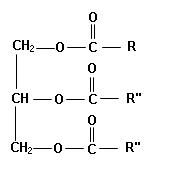 O
CH₂ O C R
O
CH O C R"
O
CH₂ O C R"